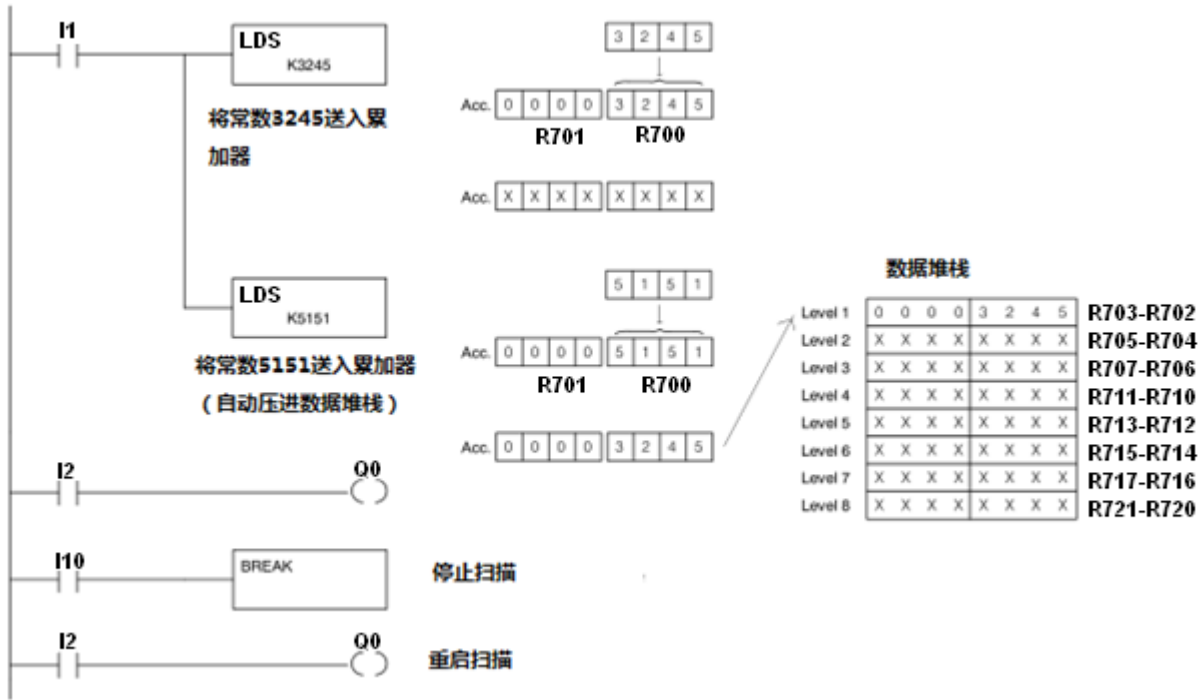 I1
LDS
K3245
3 2 4 5
将常数3245送入累
加器
Acc. 0 0 0 0 3 2 4 5
R701 R700
Acc. X X X X X X X X
LDS
K5151
5 1 5 1
将常数5151送入累加器
（自动压进数据堆栈）
Acc. 0 0 0 0 5 1 5 1
R701 R700
Acc. 0 0 0 0 3 2 4 5
数据堆栈
Level 1 0 0 0 0 3 2 4 5 R703-R702
Level 2 X X X X X X X X R705-R704
Level 3 X X X X X X X X R707-R706
Level 4 X X X X X X X X R711-R710
Level 5 X X X X X X X X R713-R712
Level 6 X X X X X X X X R715-R714
Level 7 X X X X X X X X R717-R716
Level 8 X X X X X X X X R721-R720
I2 Q0
I10
BREAK
停止扫描
I2 Q0
重启扫描